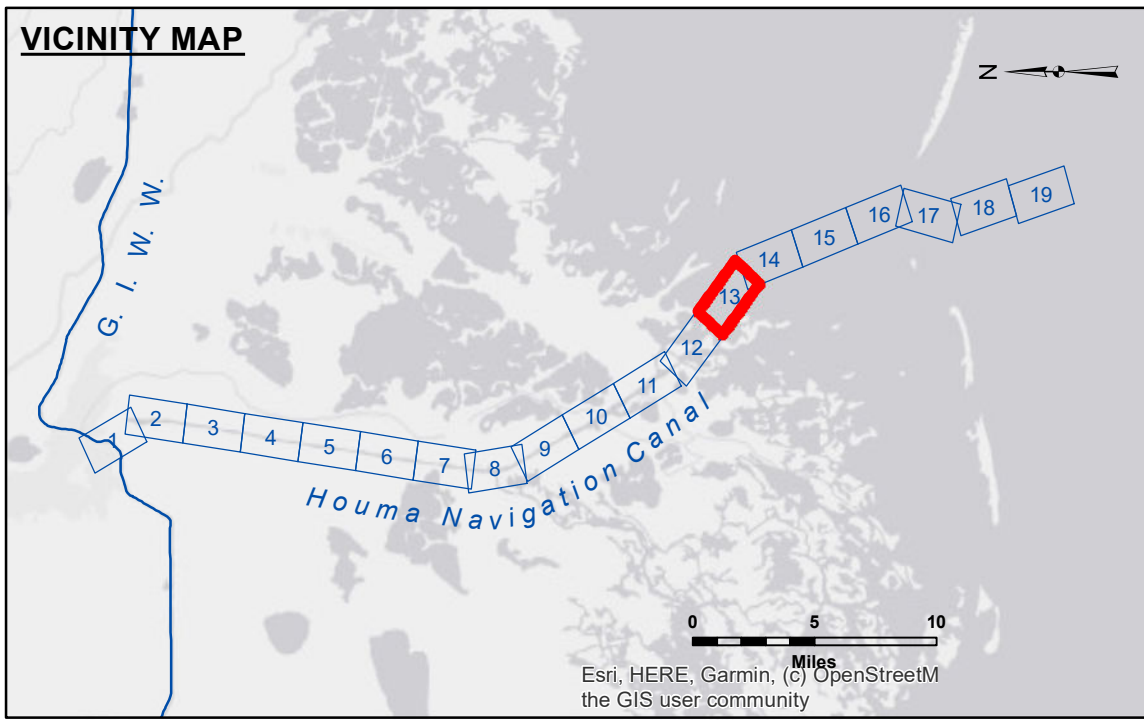 VICINITY MAP
N
G. I. W. W.
1
2
3
4
5
6
7
8
9
10
11
12
13
14
15
16
17
18
19
Houma Navigation Canal
0 5 10
Miles
Esri, HERE, Garmin, (c) OpenStreetM
the GIS user community